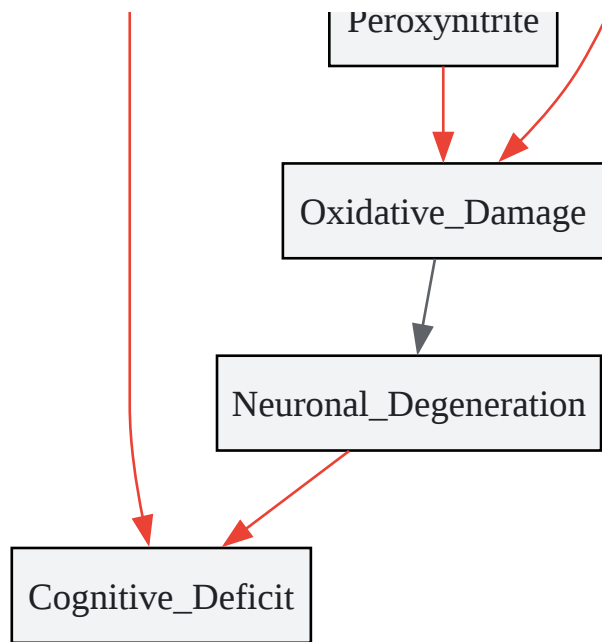 Peroxynitrite
Oxidative_Damage
Neuronal_Degeneration
Cognitive_Deficit